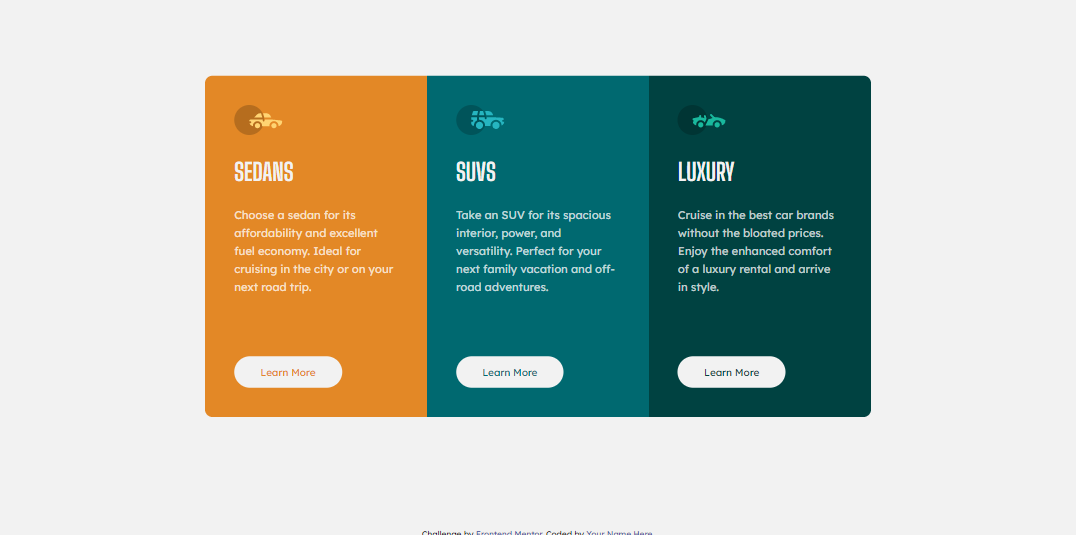 SEDANS
Choose a sedan for its
affordability and excellent
fuel economy. Ideal for
cruising in the city or on your
next road trip.
Learn More
SUVS
Take an SUV for its spacious
interior, power, and
versatility. Perfect for your
next family vacation and off-
road adventures.
Learn More
LUXURY
Cruise in the best car brands
without the bloated prices.
Enjoy the enhanced comfort
of a luxury rental and arrive
in style.
Learn More
Challenge by Frontend Mentor. Coded by Your Name Here.